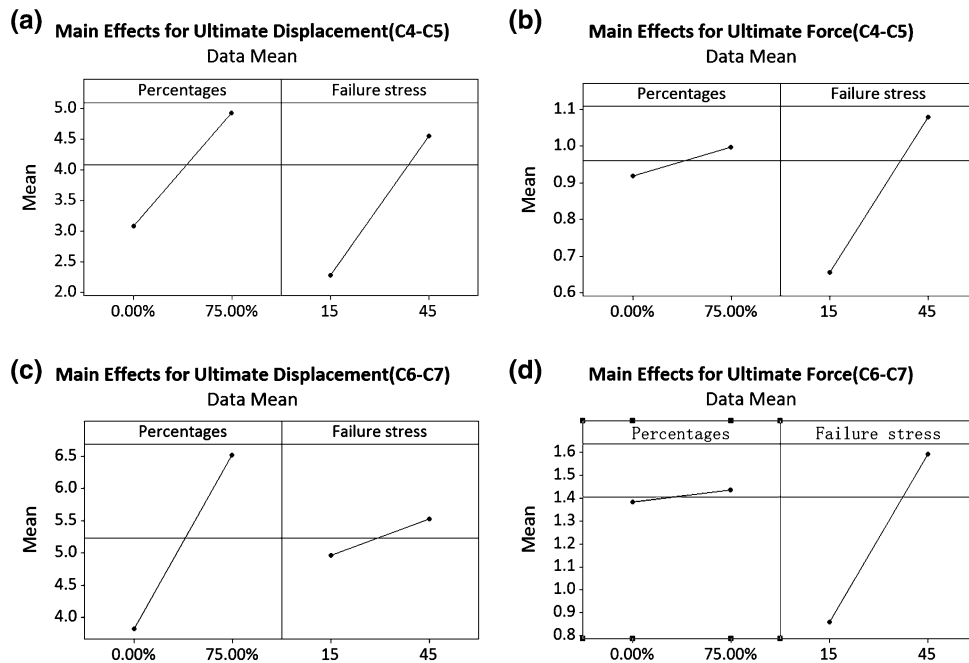 (a) Main Effects for Ultimate Displacement(C4-C5)
Data Mean
Percentages Failure stress
Mean
5.0
4.5
4.0
3.5
3.0
2.5
2.0
0.00% 75.00% 15 45
(b) Main Effects for Ultimate Force(C4-C5)
Data Mean
Percentages Failure stress
Mean
1.1
1.0
0.9
0.8
0.7
0.6
0.00% 75.00% 15 45
(c) Main Effects for Ultimate Displacement(C6-C7)
Data Mean
Percentages Failure stress
Mean
6.5
6.0
5.5
5.0
4.5
4.0
0.00% 75.00% 15 45
(d) Main Effects for Ultimate Force(C6-C7)
Data Mean
Percentages Failure stress
Mean
1.6
1.5
1.4
1.3
1.2
1.1
1.0
0.9
0.8
0.00% 75.00% 15 45